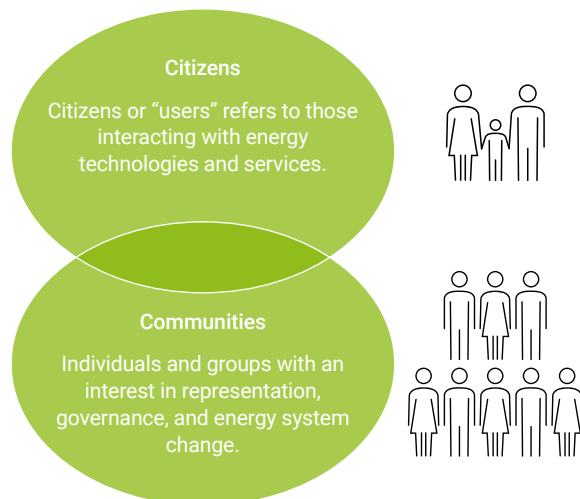 Citizens
Citizens or “users” refers to those
interacting with energy
technologies and services.
Communities
Individuals and groups with an
interest in representation,
governance, and energy system
change.